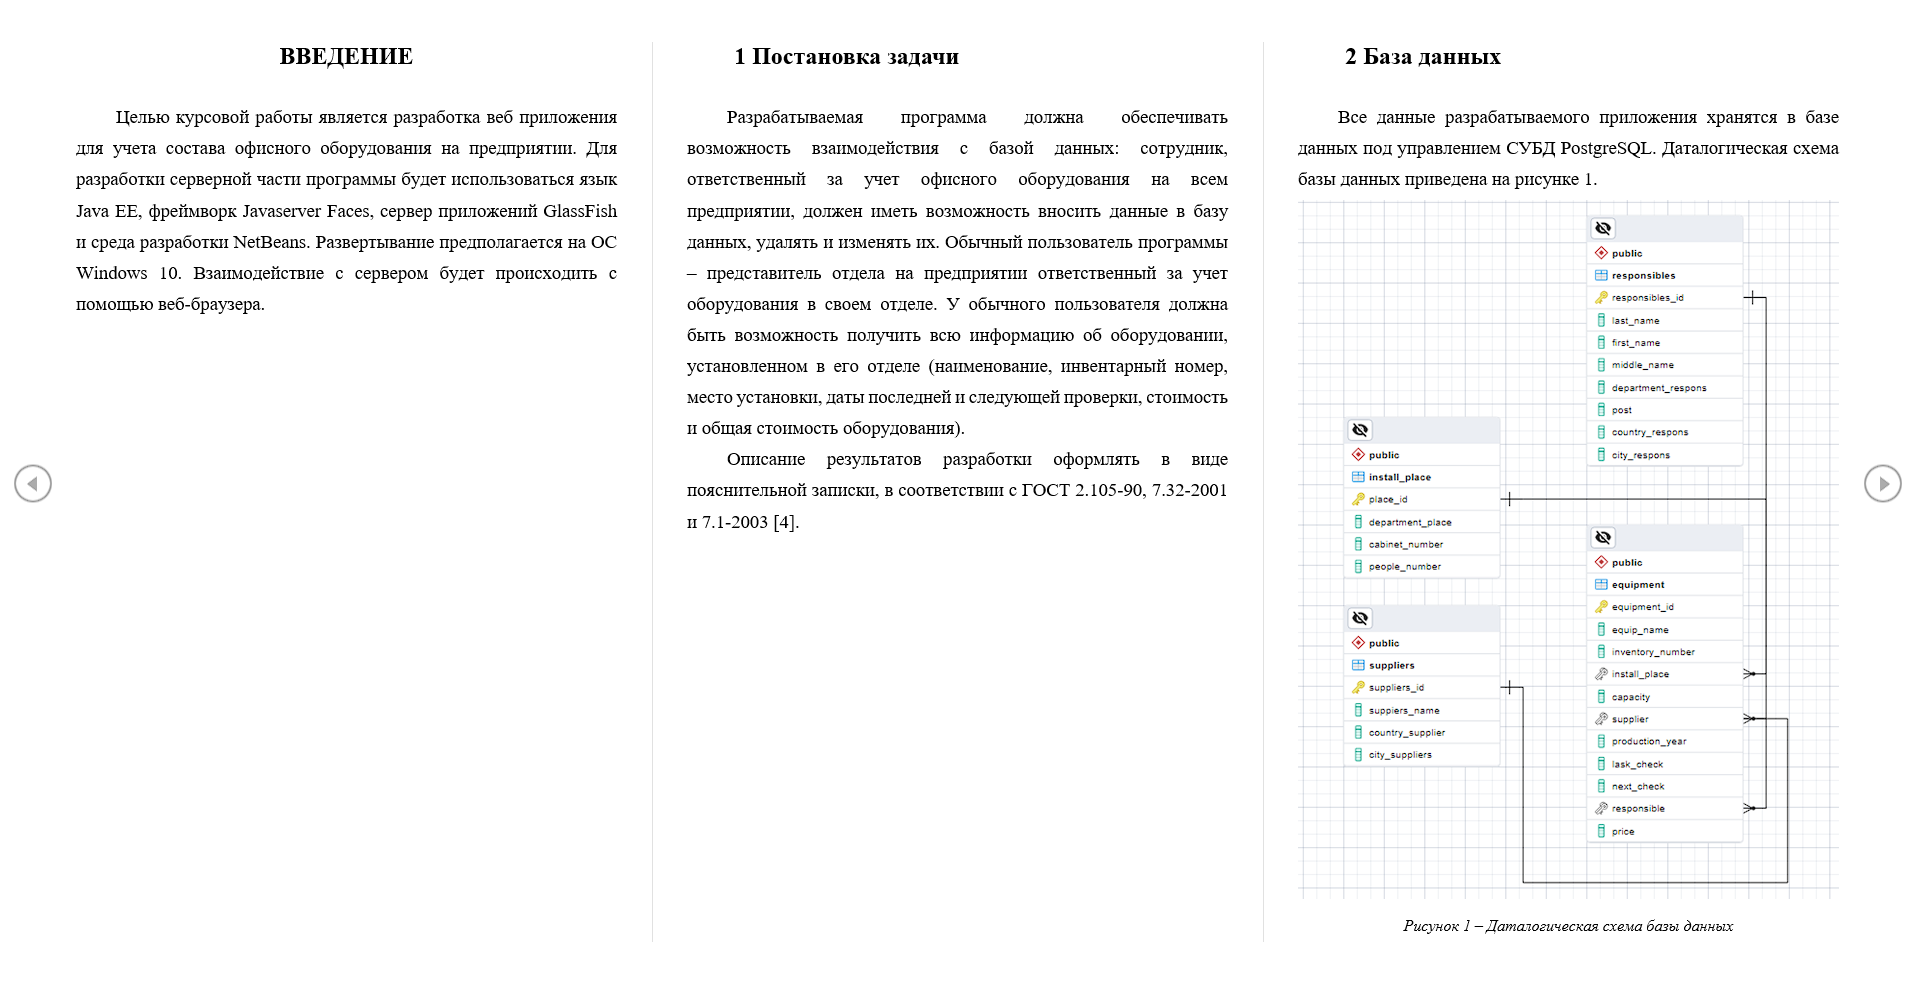 ВВЕДЕНИЕ
Целью курсовой работы является разработка веб приложения
для учета состава офисного оборудования на предприятии. Для
разработки серверной части программы будет использоваться язык
Java EE, фреймворк Javaserver Faces, сервер приложений GlassFish
и среда разработки NetBeans. Развертывание предполагается на ОС
Windows 10. Взаимодействие с сервером будет происходить с
помощью веб-браузера.
1 Постановка задачи
Разрабатываемая программа должна обеспечивать
возможность взаимодействия с базой данных: сотрудник,
ответственный за учет офисного оборудования на всем
предприятии, должен иметь возможность вносить данные в базу
данных, удалять и изменять их. Обычный пользователь программы
– представитель отдела на предприятии ответственный за учет
оборудования в своем отделе. У обычного пользователя должна
быть возможность получить всю информацию об оборудовании,
установленном в его отделе (наименование, инвентарный номер,
место установки, даты последней и следующей проверки, стоимость
и общая стоимость оборудования).
Описание результатов разработки оформлять в виде
пояснительной записки, в соответствии с ГОСТ 2.105-90, 7.32-2001
и 7.1-2003 [4].
2 База данных
Все данные разрабатываемого приложения хранятся в базе
данных под управлением СУБД PostgreSQL. Даталогическая схема
базы данных приведена на рисунке 1.
public
responsibles
responsibles_id
last_name
first_name
middle_name
department_respons
post
country_respons
city_respons
public
install_place
place_id
department_place
cabinet_number
people_number
public
suppliers
suppliers_id
suppiers_name
country_supplier
city_suppliers
public
equipment
equipment_id
equip_name
inventory_number
install_place
capacity
supplier
production_year
lask_check
next_check
responsible
price
Рисунок 1 – Даталогическая схема базы данных